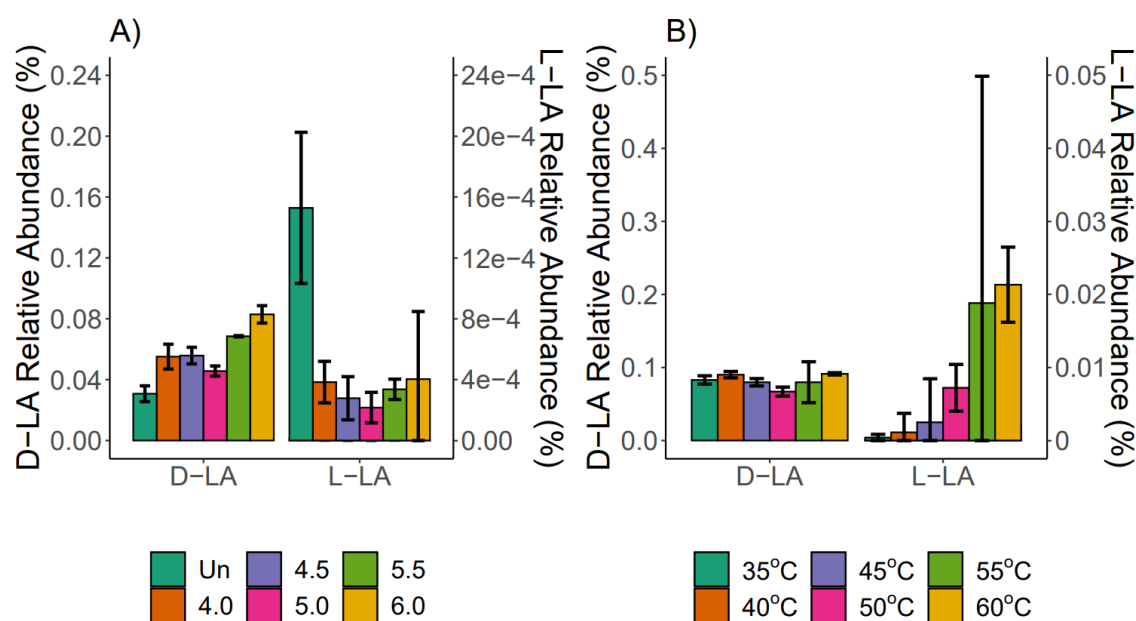 A)
D−LA Relative Abundance (%)
0.24
0.20
0.16
0.12
0.08
0.04
0.00
24e−4
20e−4
16e−4
12e−4
8e−4
4e−4
0.00
L−LA Relative Abundance (%)
D−LA
L−LA
Un
4.5
5.5
4.0
5.0
6.0
B)
D−LA Relative Abundance (%)
0.5
0.4
0.3
0.2
0.1
0.0
0.05
0.04
0.03
0.02
0.01
0
L−LA Relative Abundance (%)
D−LA
L−LA
35°C
45°C
55°C
40°C
50°C
60°C